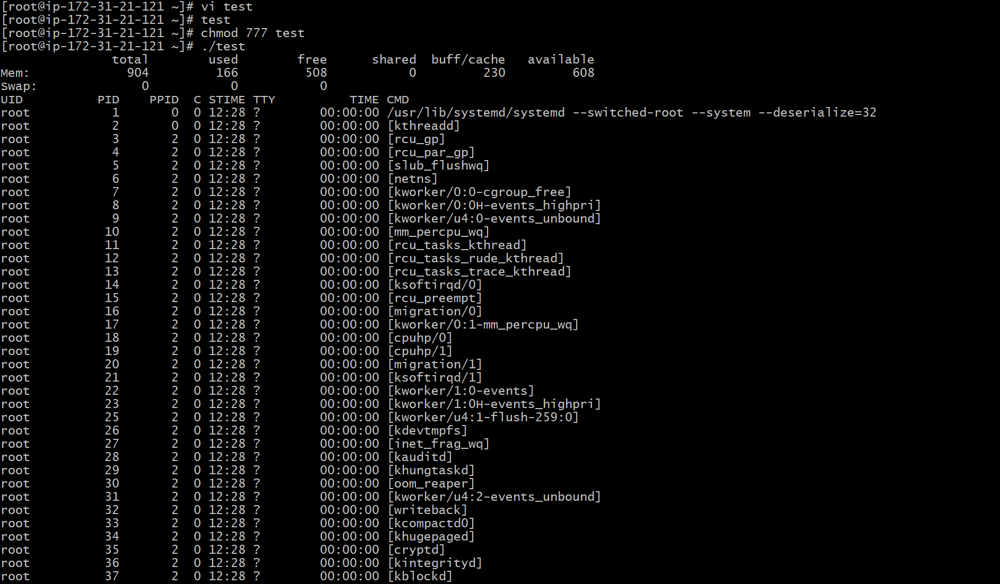 [root@ip-172-31-21-121 ~]# vi test
[root@ip-172-31-21-121 ~]# test
[root@ip-172-31-21-121 ~]# chmod 777 test
[root@ip-172-31-21-121 ~]# ./test
               total        used        free      shared  buff/cache   available
Mem:             904         166         508           0         230         608
Swap:              0           0           0
UID          PID    PPID  C STIME TTY          TIME CMD
root           1       0  0 12:28 ?        00:00:00 /usr/lib/systemd/systemd --switched-root --system --deserialize=32
root           2       0  0 12:28 ?        00:00:00 [kthreadd]
root           3       2  0 12:28 ?        00:00:00 [rcu_gp]
root           4       2  0 12:28 ?        00:00:00 [rcu_par_gp]
root           5       2  0 12:28 ?        00:00:00 [slub_flushwq]
root           6       2  0 12:28 ?        00:00:00 [netns]
root           7       2  0 12:28 ?        00:00:00 [kworker/0:0-cgroup_free]
root           8       2  0 12:28 ?        00:00:00 [kworker/0:0H-events_highpri]
root           9       2  0 12:28 ?        00:00:00 [kworker/u4:0-events_unbound]
root          10       2  0 12:28 ?        00:00:00 [mm_percpu_wq]
root          11       2  0 12:28 ?        00:00:00 [rcu_tasks_kthread]
root          12       2  0 12:28 ?        00:00:00 [rcu_tasks_rude_kthread]
root          13       2  0 12:28 ?        00:00:00 [rcu_tasks_trace_kthread]
root          14       2  0 12:28 ?        00:00:00 [ksoftirqd/0]
root          15       2  0 12:28 ?        00:00:00 [rcu_preempt]
root          16       2  0 12:28 ?        00:00:00 [migration/0]
root          17       2  0 12:28 ?        00:00:00 [kworker/0:1-mm_percpu_wq]
root          18       2  0 12:28 ?        00:00:00 [cpuhp/0]
root          19       2  0 12:28 ?        00:00:00 [cpuhp/1]
root          20       2  0 12:28 ?        00:00:00 [migration/1]
root          21       2  0 12:28 ?        00:00:00 [ksoftirqd/1]
root          22       2  0 12:28 ?        00:00:00 [kworker/1:0-events]
root          23       2  0 12:28 ?        00:00:00 [kworker/1:0H-events_highpri]
root          25       2  0 12:28 ?        00:00:00 [kworker/u4:1-flush-259:0]
root          26       2  0 12:28 ?        00:00:00 [kdevtmpfs]
root          27       2  0 12:28 ?        00:00:00 [inet_frag_wq]
root          28       2  0 12:28 ?        00:00:00 [kauditd]
root          29       2  0 12:28 ?        00:00:00 [khungtaskd]
root          30       2  0 12:28 ?        00:00:00 [oom_reaper]
root          31       2  0 12:28 ?        00:00:00 [kworker/u4:2-events_unbound]
root          32       2  0 12:28 ?        00:00:00 [writeback]
root          33       2  0 12:28 ?        00:00:00 [kcompactd0]
root          34       2  0 12:28 ?        00:00:00 [khugepaged]
root          35       2  0 12:28 ?        00:00:00 [cryptd]
root          36       2  0 12:28 ?        00:00:00 [kintegrityd]
root          37       2  0 12:28 ?        00:00:00 [kblockd]